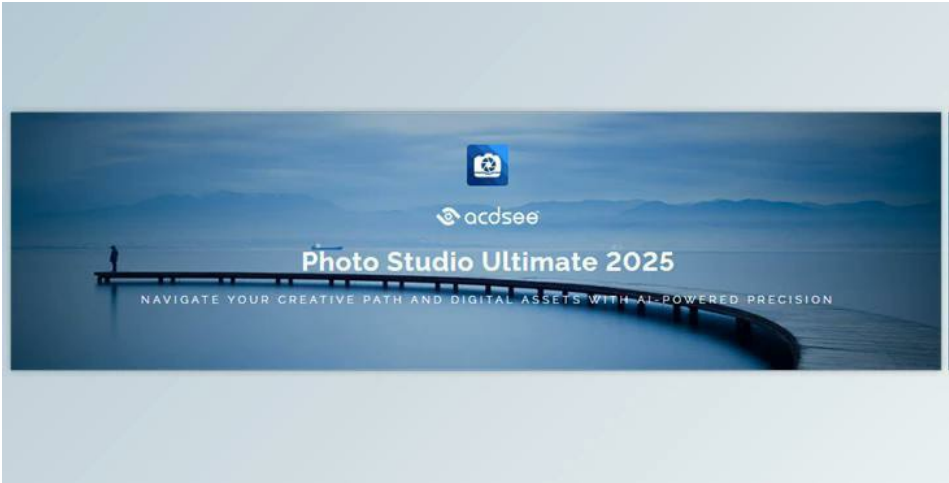 acdsee
Photo Studio Ultimate 2025
NAVIGATE YOUR CREATIVE PATH AND DIGITAL ASSETS WITH AI-POWERED PRECISION